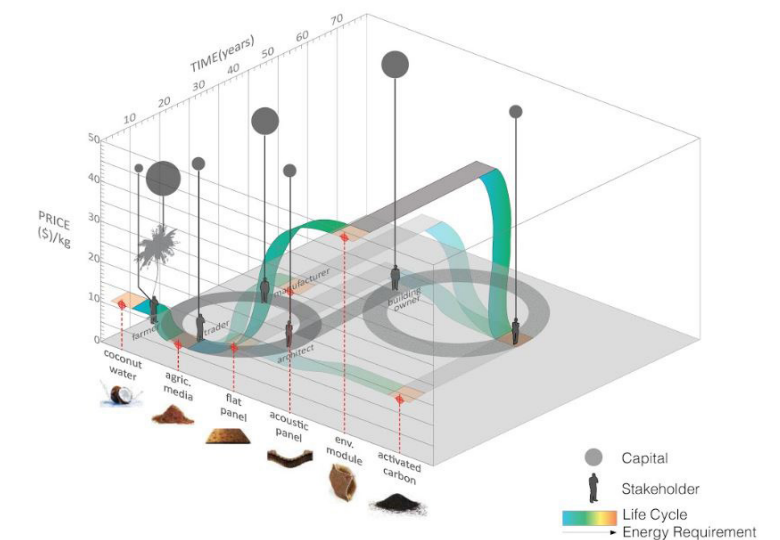 TIME(years)
10
20
30
40
50
60
70
PRICE
($)/kg
50
40
30
20
10
0
farmer
trader
manufacturer
architect
building
owner
coconut
water
agric.
media
flat
panel
acoustic
panel
env.
module
activated
carbon
Capital
Stakeholder
Life Cycle
Energy Requirement